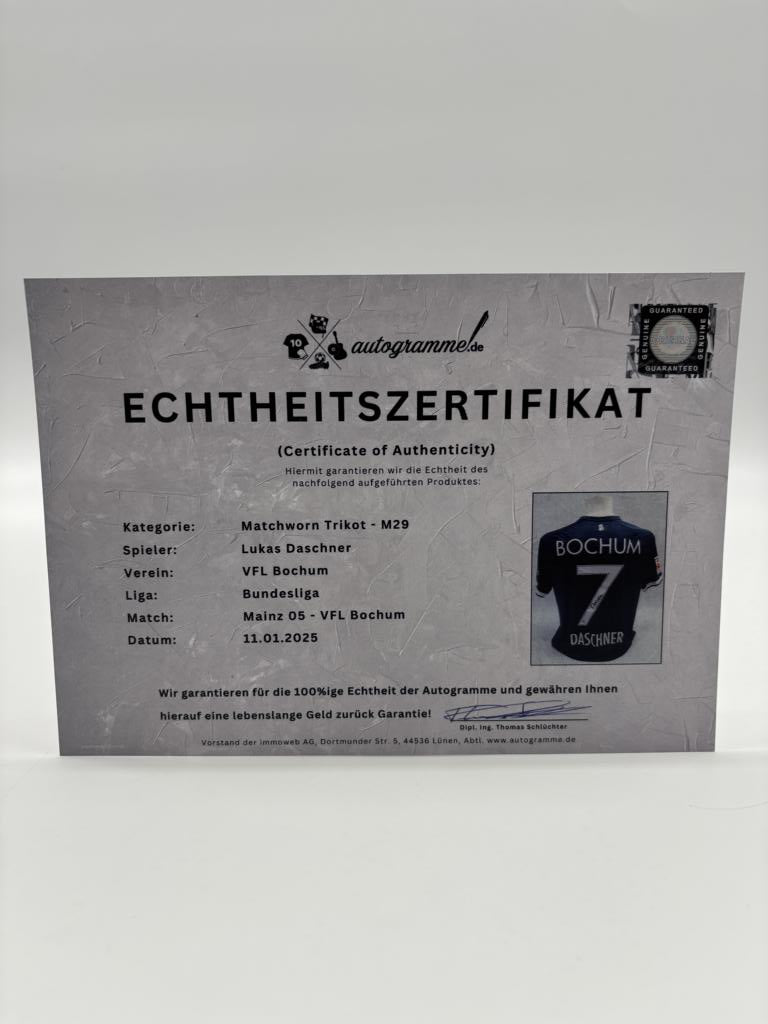 10
autogramme!.de
GUARANTEED
GENUINE
ORIGINAL
GENUINE
GUARANTEED
ECHTHEITSZERTIFIKAT
(Certificate of Authenticity)
Hiermit garantieren wir die Echtheit des
nachfolgend aufgeführten Produktes:
Kategorie: Matchworn Trikot - M29
Spieler: Lukas Daschner
Verein: VFL Bochum
Liga: Bundesliga
Match: Mainz 05 - VFL Bochum
Datum: 11.01.2025
BOCHUM
7
DASCHNER
Wir garantieren für die 100%ige Echtheit der Autogramme und gewähren Ihnen
hierauf eine lebenslange Geld zurück Garantie!
Dipl. Ing. Thomas Schlüchter
Vorstand der immoweb AG, Dortmunder Str. 5, 44536 Lünen, Abtl. www.autogramme.de